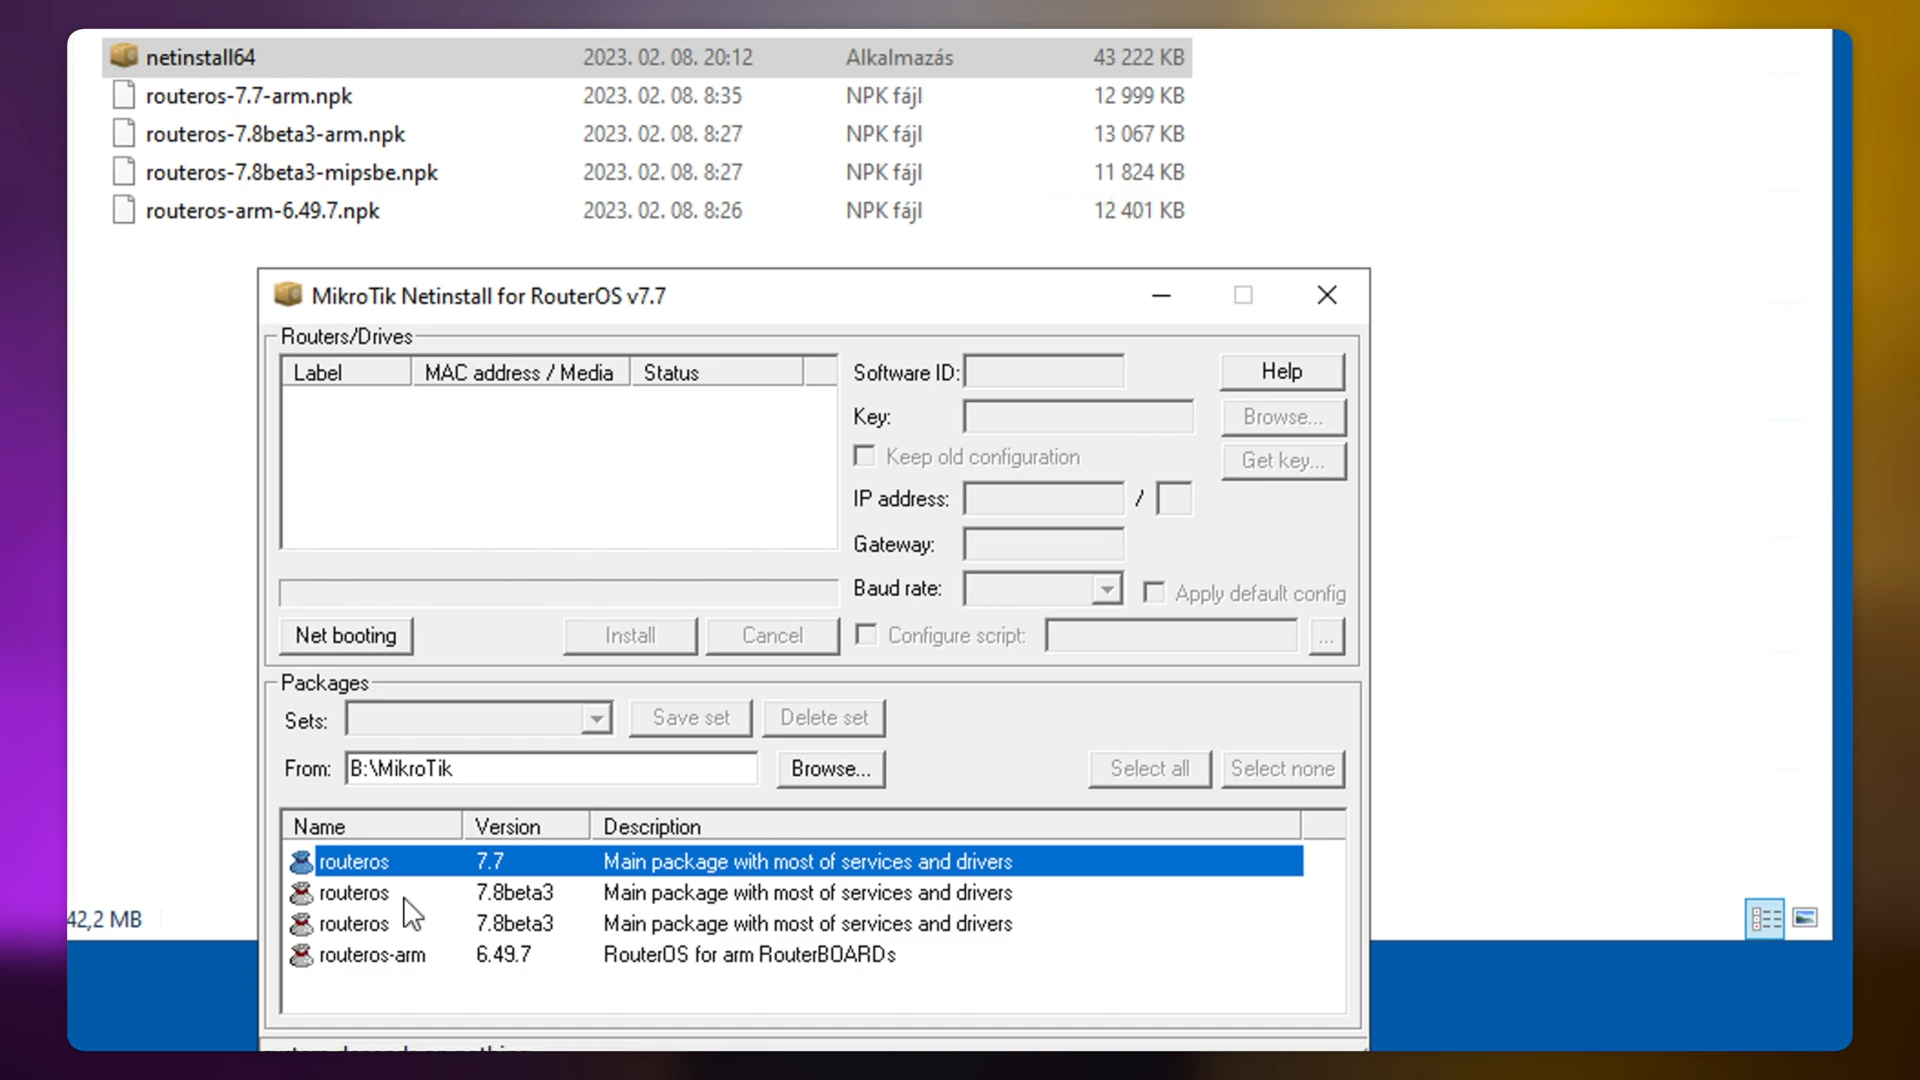 netinstall64 2023. 02. 08. 20:12 Alkalmazás 43 222 KB
routeros-7.7-arm.npk 2023. 02. 08. 8:35 NPK fájl 12 999 KB
routeros-7.8beta3-arm.npk 2023. 02. 08. 8:27 NPK fájl 13 067 KB
routeros-7.8beta3-mipsbe.npk 2023. 02. 08. 8:27 NPK fájl 11 824 KB
routeros-arm-6.49.7.npk 2023. 02. 08. 8:26 NPK fájl 12 401 KB
MikroTik Netinstall for RouterOS v7.7
Routers/Drives
Label MAC address / Media Status
Software ID: Help
Key: Browse...
Keep old configuration Get key...
IP address: /
Gateway:
Baud rate: Apply default config
Net booting Install Cancel Configure script: ...
Packages
Sets: Save set Delete set
From: B:\MikroTik Browse... Select all Select none
Name Version Description
routeros 7.7 Main package with most of services and drivers
routeros 7.8beta3 Main package with most of services and drivers
routeros 7.8beta3 Main package with most of services and drivers
routeros-arm 6.49.7 RouterOS for arm RouterBOARDs
42,2 MB